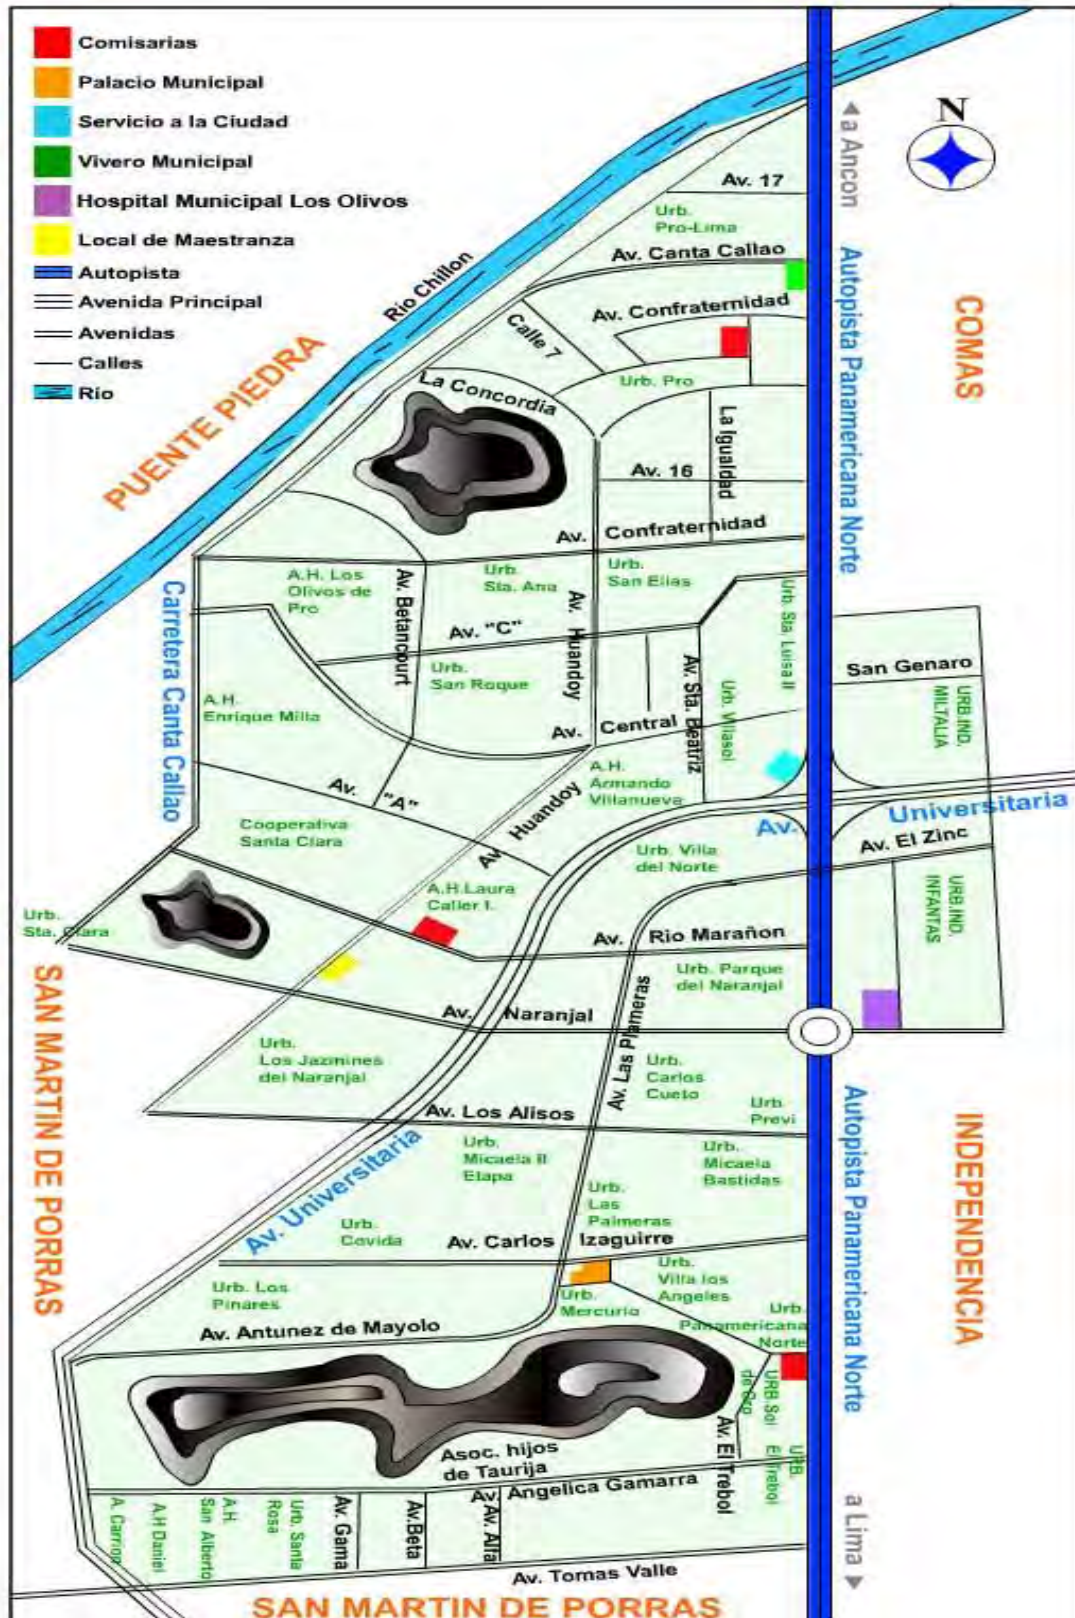 Comisarias
Palacio Municipal
Servicio a la Ciudad
Vivero Municipal
Hospital Municipal Los Olivos
Local de Maestranza
Autopista
Avenida Principal
Avenidas
Calles
Río
N
a Ancon
Autopista Panamericana Norte
COMAS
Av. 17
Urb.
Pro-Lima
Av. Canta Callao
Rio Chillon
Av. Confraternidad
Calle 7
PUENTE PIEDRA
La Concordia
Urb. Pro
La Igualdad
Av. 16
Av. Confraternidad
Carretera Canta Callao
A.H. Los
Olivos de
Pro
Av. Betancourt
Urb.
Sta. Ana
Av. Huandoy
Urb.
San Elias
Urb. Sta. Luisa II
Av. "C"
Urb.
San Roque
Av. Sta. Beatriz
Urb. Villasol
San Genaro
URB.IND.
MILTALIA
A.H.
Enrique Milla
Av. Central
Av. "A"
A.H.
Armando
Villanueva
Av. Huandoy
Av. Universitaria
Av. El Zinc
Cooperativa
Santa Clara
Urb. Villa
del Norte
A.H.Laura
Caller I.
URB.IND.
INFANTAS
Urb.
Sta. Clara
Av. Rio Marañon
Urb. Parque
del Naranjal
SAN MARTIN DE PORRAS
Av. Naranjal
Av. Las Plameras
Urb.
Los Jazmines
del Naranjal
Urb.
Carlos
Cueto
Urb.
Previ
Av. Los Alisos
Autopista Panamericana Norte
INDEPENDENCIA
Av. Universitaria
Urb.
Micaela II
Etapa
Urb.
Micaela
Bastidas
Urb.
Las
Palmeras
Urb.
Covida
Av. Carlos Izaguirre
Urb. Los
Pinares
Urb.
Mercurio
Urb.
Villa los
Angeles
Urb.
Panamericana
Norte
Av. Antunez de Mayolo
URB.Sol
de Oro
Av. El Trebol
URB.
El Trebol
Asoc. hijos
de Taurija
Av. Angelica Gamarra
a Lima
A. Carrion
A.H Daniel
A.H.
San Alberto
Urb. Santa
Rosa
Av. Gama
Av.Beta
Av. Alfa
Av. Tomas Valle
SAN MARTIN DE PORRAS